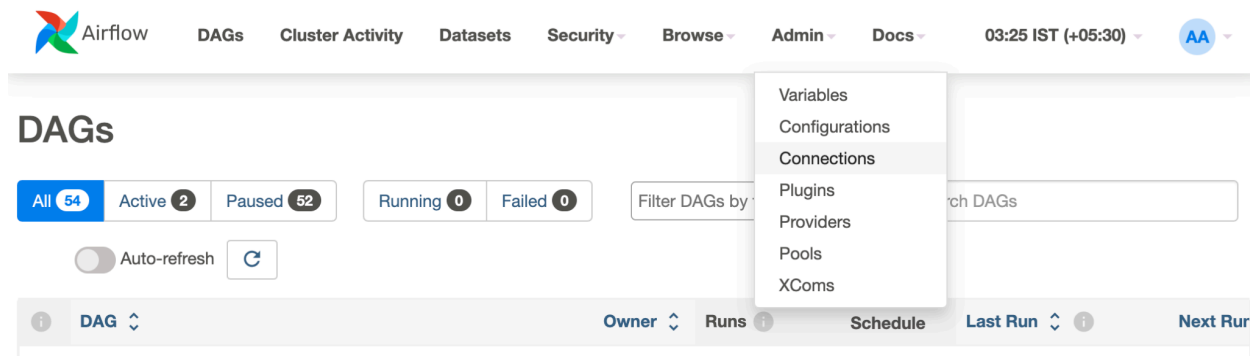 Airflow DAGs Cluster Activity Datasets Security Browse Admin Docs 03:25 IST (+05:30) AA
Variables
Configurations
Connections
Plugins
Providers
Pools
XComs
DAGs
All 54 Active 2 Paused 52 Running 0 Failed 0 Filter DAGs by rch DAGs
Auto-refresh
DAG Owner Runs Schedule Last Run Next Run